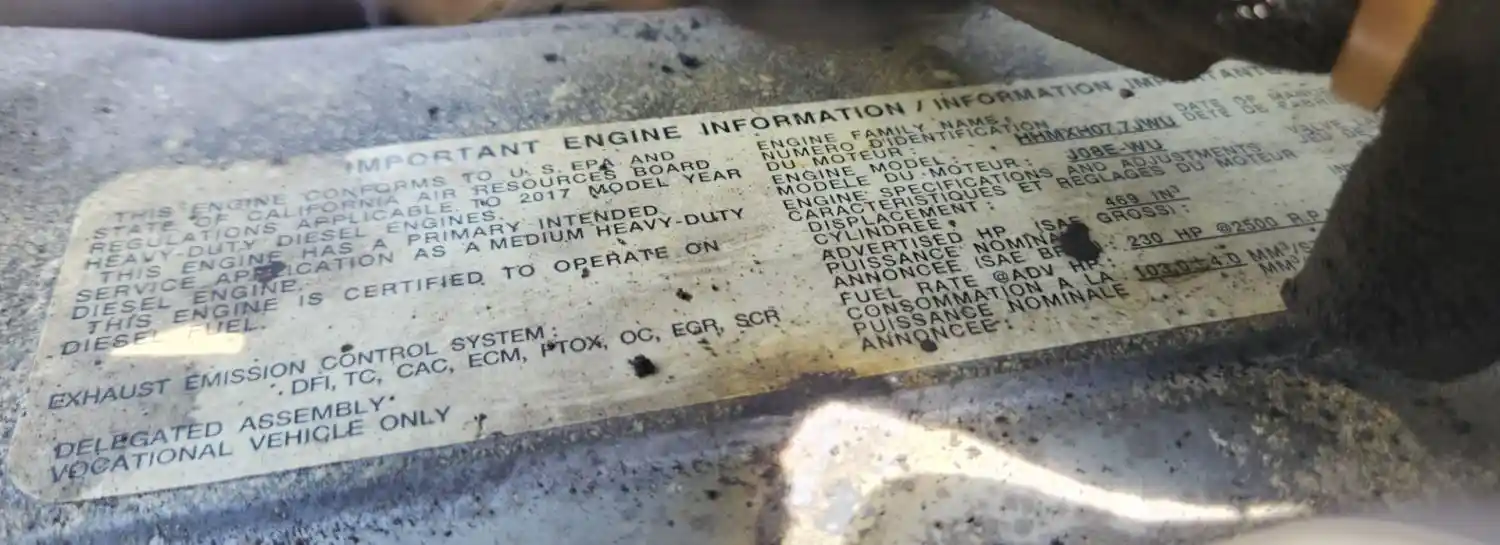 IMPORTANT ENGINE INFORMATION / INFORMATION
THIS ENGINE CONFORMS TO U.S. EPA AND
STATE OF CALIFORNIA AIR RESOURCES BOARD
REGULATIONS APPLICABLE TO 2017 MODEL YEAR
HEAVY-DUTY DIESEL ENGINES.
THIS ENGINE HAS A PRIMARY INTENDED
SERVICE APPLICATION AS A MEDIUM HEAVY-DUTY
DIESEL ENGINE.
THIS ENGINE IS CERTIFIED TO OPERATE ON
DIESEL FUEL.
EXHAUST EMISSION CONTROL SYSTEM:
DFI, TC, CAC, ECM, PTOX, OC, EGR, SCR
DELEGATED ASSEMBLY
VOCATIONAL VEHICLE ONLY
ENGINE FAMILY NAME:
NUMERO D'IDENTIFICATION
DU MOTEUR HHMXH07.7JWU
ENGINE MODEL:
MODELE DU MOTEUR: J08E-WU
ENGINE SPECIFICATIONS AND ADJUSTMENTS
CARACTERISTIQUES ET REGLAGES DU MOTEUR
DISPLACEMENT:
CYLINDREE: 469 IN³
ADVERTISED HP (SAE GROSS):
PUISSANCE NOMINALE
ANNONCEE (SAE 230 HP @2500
FUEL RATE @ADV HP:
CONSOMMATION A LA
PUISSANCE NOMINALE
ANNONCEE: MM³
DATE OF